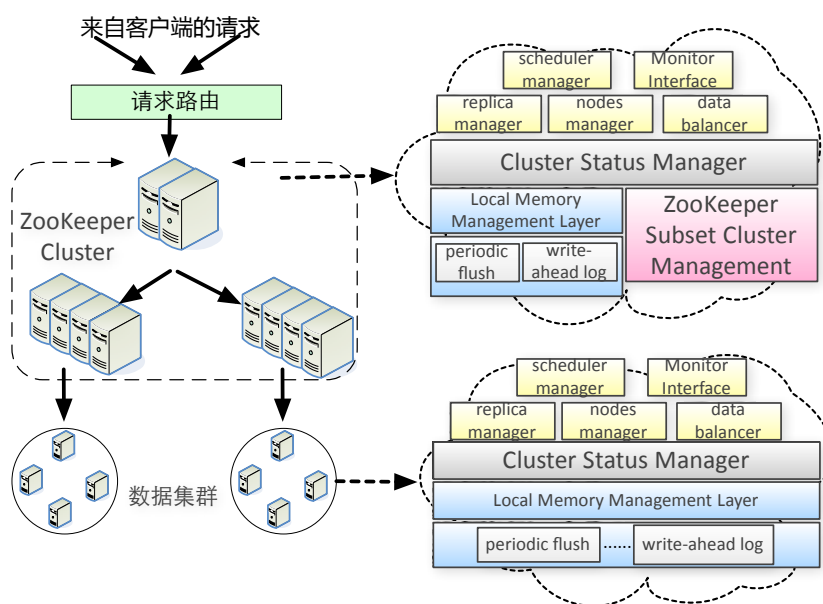 来自客户端的请求
请求路由
ZooKeeper
Cluster
数据集群
scheduler
manager
Monitor
Interface
replica
manager
nodes
manager
data
balancer
Cluster Status Manager
Local Memory
Management Layer
ZooKeeper
Subset Cluster
Management
periodic
flush
write-
ahead log
scheduler
manager
Monitor
Interface
replica
manager
nodes
manager
data
balancer
Cluster Status Manager
Local Memory Management Layer
periodic flush ...... write-ahead log